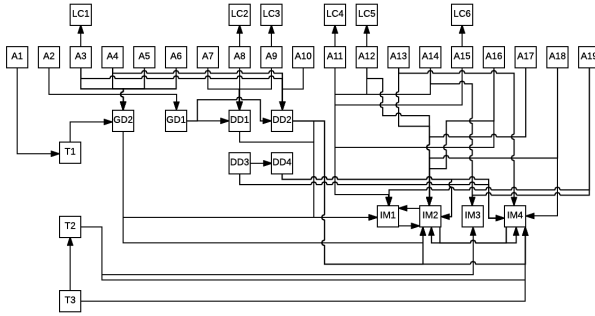 LC1 LC2 LC3 LC4 LC5 LC6
A1 A2 A3 A4 A5 A6 A7 A8 A9 A10 A11 A12 A13 A14 A15 A16 A17 A18 A19
GD2 GD1 DD1 DD2
T1
DD3 DD4
IM1 IM2 IM3 IM4
T2
T3